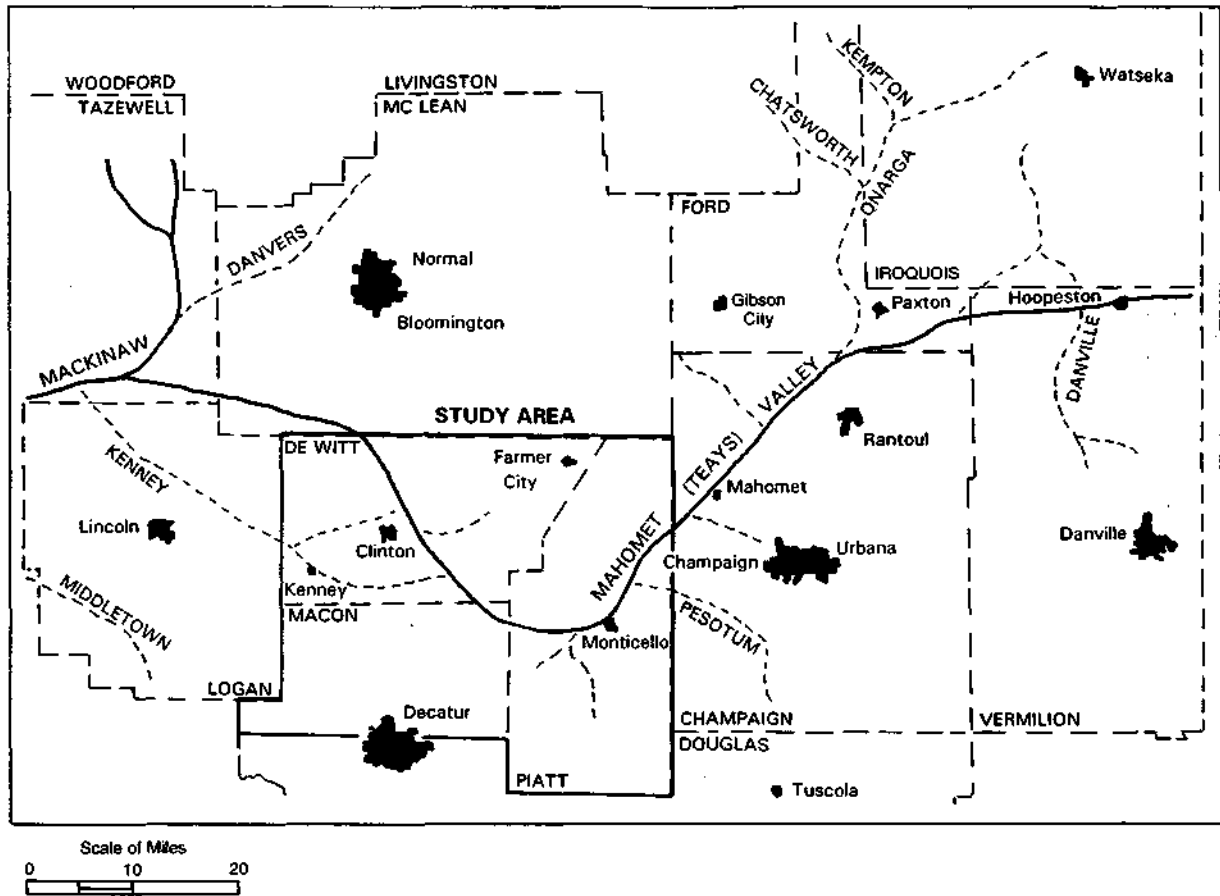 WOODFORD
TAZEWELL
LIVINGSTON
MC LEAN
KEMPTON
CHATSWORTH
ONARGA
Watseka
FORD
DANVERS
Normal
Bloomington
IROQUOIS
Gibson
City
Paxton
Hoopeston
MACKINAW
DANVILLE
STUDY AREA
DE WITT
MAHOMET (TEAYS) VALLEY
Rantoul
Farmer
City
KENNEY
Mahomet
Lincoln
Clinton
Champaign
Urbana
Danville
Kenney
MACON
MIDDLETOWN
Monticello
PESOTUM
LOGAN
Decatur
CHAMPAIGN
DOUGLAS
VERMILION
PIATT
Tuscola
Scale of Miles
0 10 20